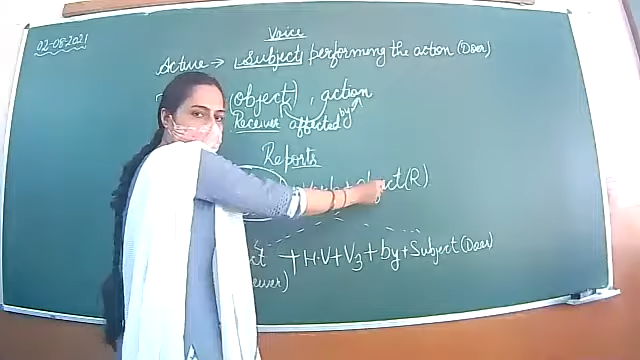 Voice
02-08-2021
Active → Subject performing the action (Doer)
(object), action
Receiver affected by
Reports
object (R)
+ H.V + V3 + by + Subject (Doer)